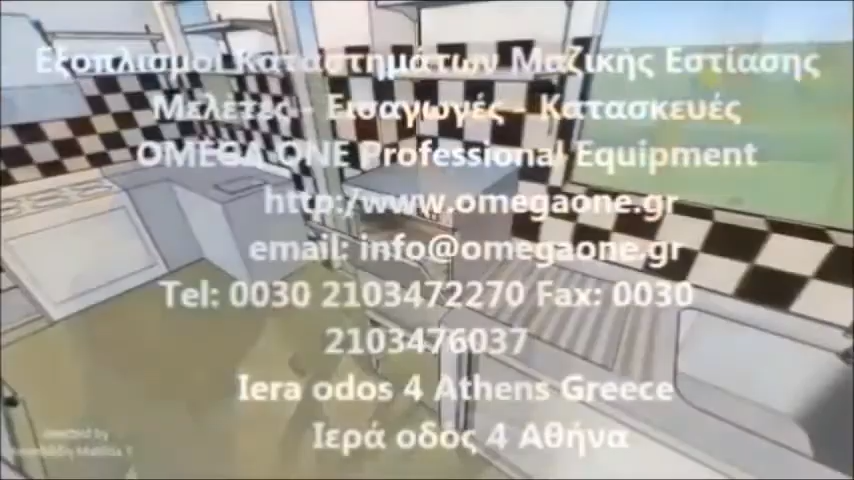 Εξοπλισμοί Καταστημάτων Μαζικής Εστίασης
Μελέτες - Εισαγωγές - Κατασκευές
OMEGA ONE Professional Equipment
http:/www.omegaone.gr
email: info@omegaone.gr
Tel: 0030 2103472270 Fax: 0030
2103476037
Iera odos 4 Athens Greece
Ιερά οδός 4 Αθήνα